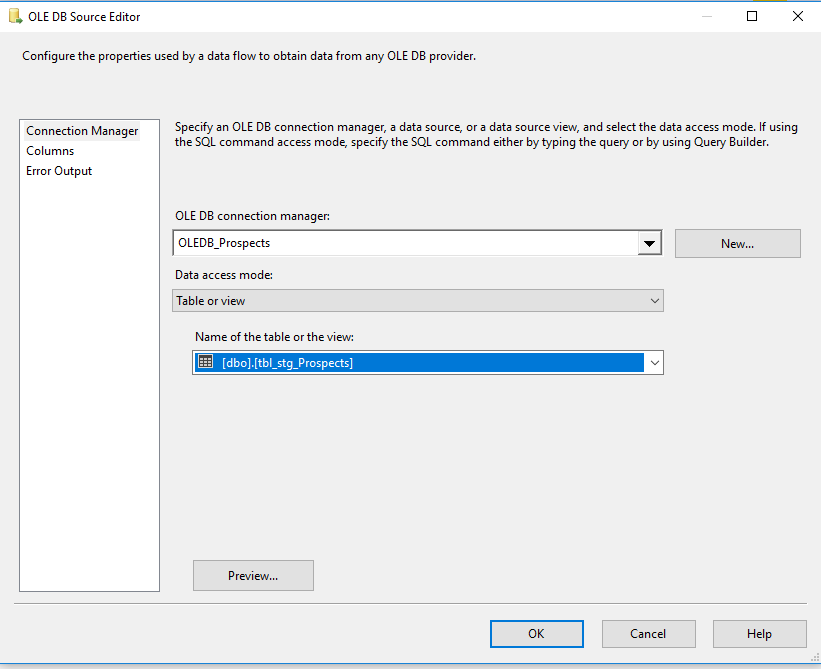 OLE DB Source Editor
Configure the properties used by a data flow to obtain data from any OLE DB provider.
Connection Manager
Columns
Error Output
Specify an OLE DB connection manager, a data source, or a data source view, and select the data access mode. If using
the SQL command access mode, specify the SQL command either by typing the query or by using Query Builder.
OLE DB connection manager:
OLEDB_Prospects
New...
Data access mode:
Table or view
Name of the table or the view:
[dbo].[tbl_stg_Prospects]
Preview...
OK
Cancel
Help